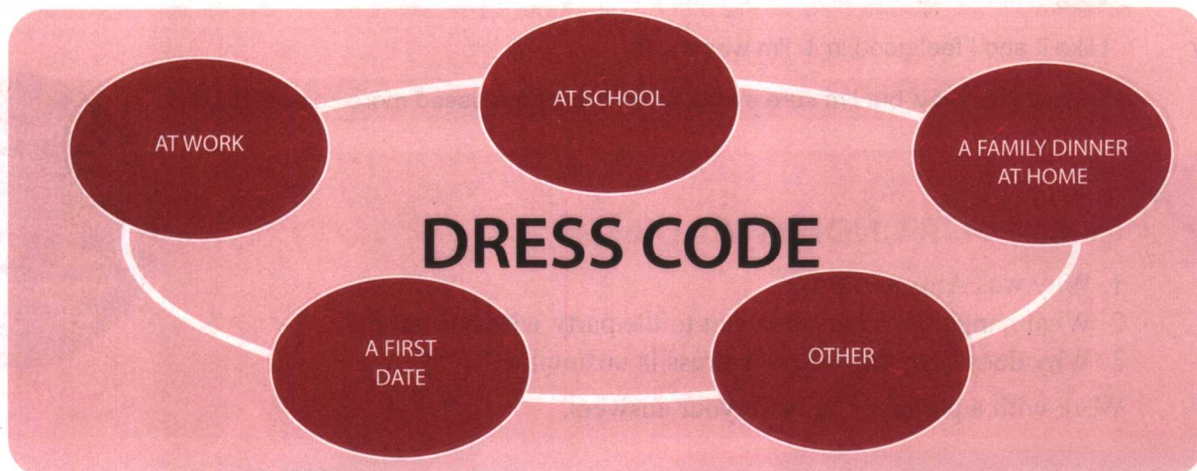 AT SCHOOL
AT WORK
A FAMILY DINNER
AT HOME
DRESS CODE
A FIRST
DATE
OTHER